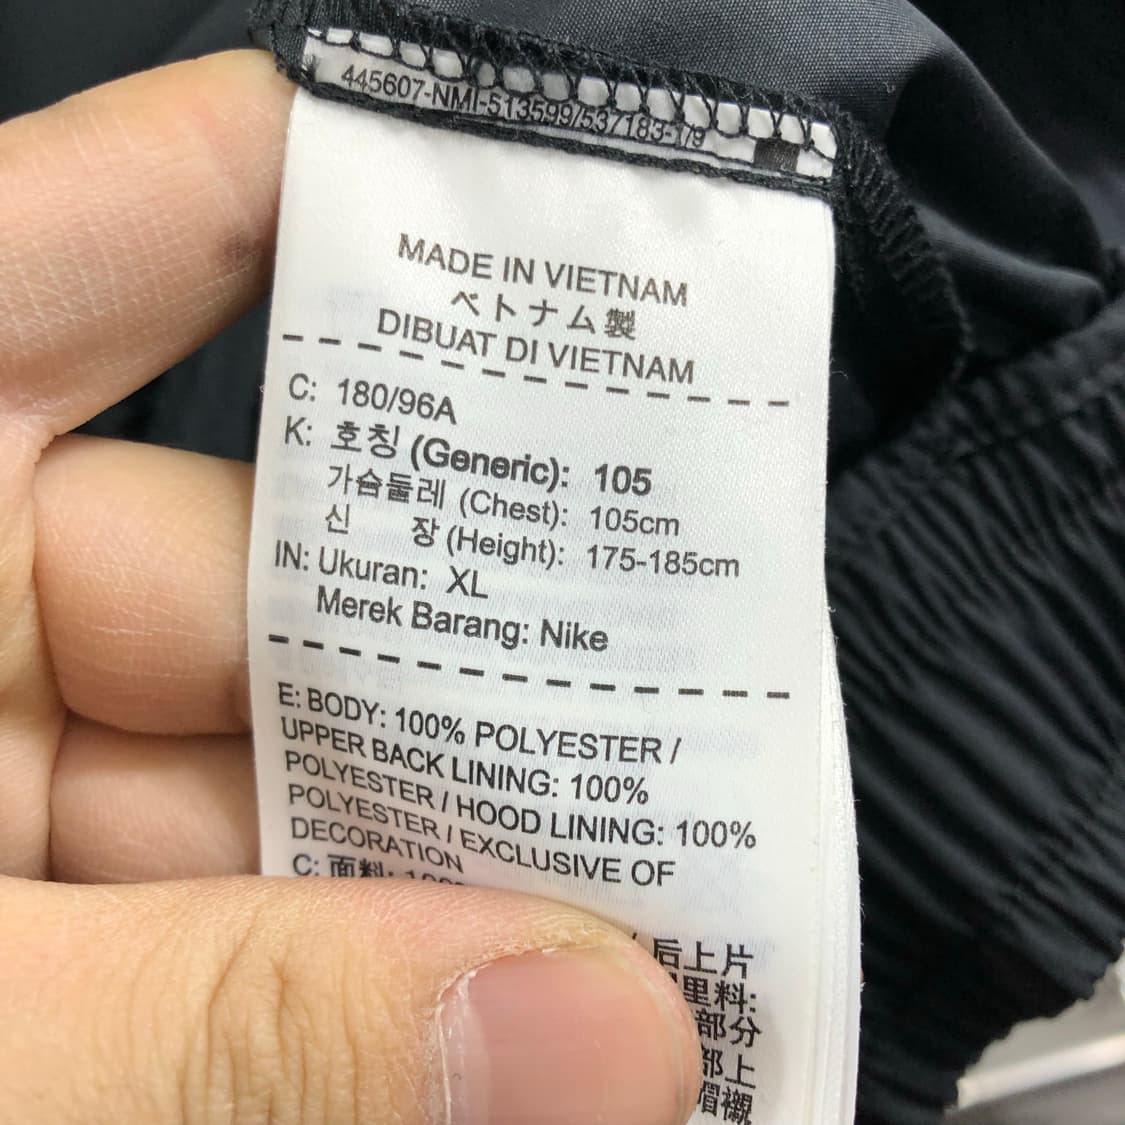 445607-NMI-513599/537183-1/9
MADE IN VIETNAM
ベトナム製
DIBUAT DI VIETNAM
C: 180/96A
K: 호칭 (Generic): 105
가슴둘레 (Chest): 105cm
신 장 (Height): 175-185cm
IN: Ukuran: XL
Merek Barang: Nike
E: BODY: 100% POLYESTER /
UPPER BACK LINING: 100%
POLYESTER / HOOD LINING: 100%
POLYESTER / EXCLUSIVE OF
DECORATION
C: 面料:
/ 后上片
里料:
部分
部上
帽襯